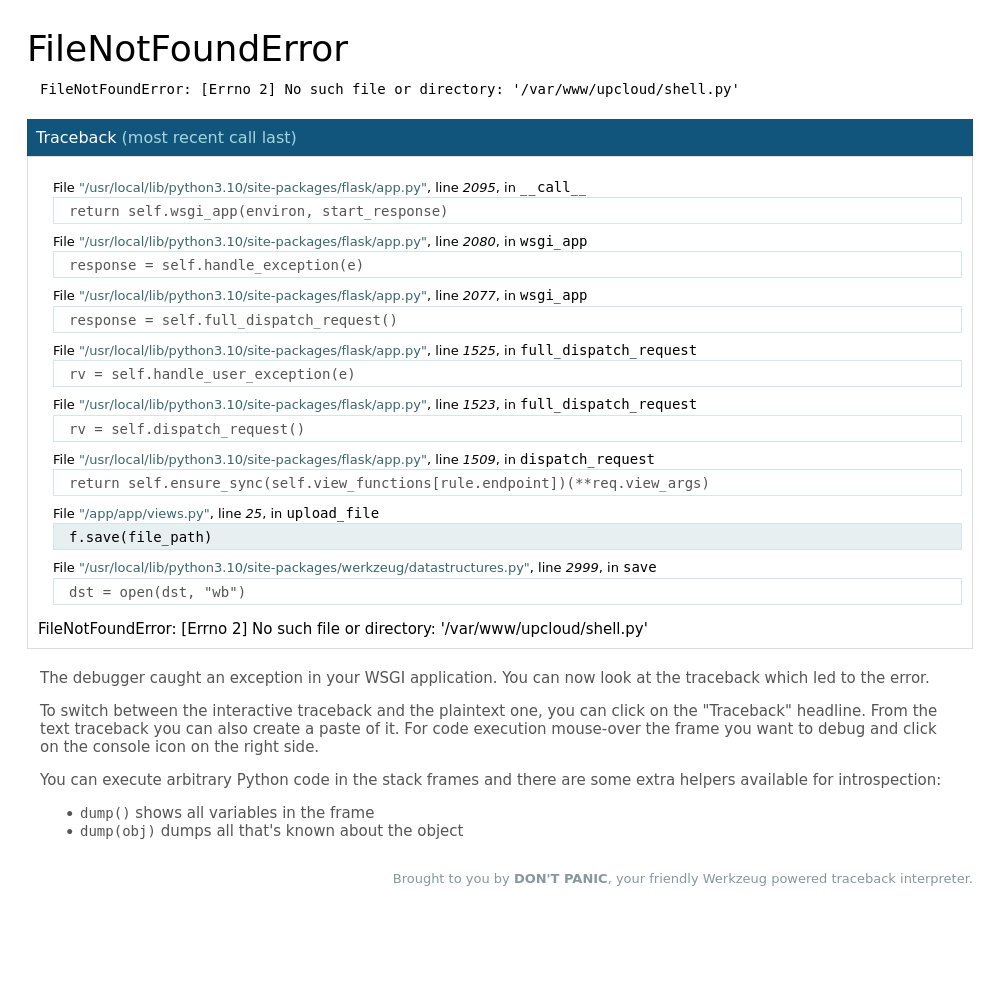 FileNotFoundError
FileNotFoundError: [Errno 2] No such file or directory: '/var/www/upcloud/shell.py'
Traceback (most recent call last)
File "/usr/local/lib/python3.10/site-packages/flask/app.py", line 2095, in __call__
return self.wsgi_app(environ, start_response)
File "/usr/local/lib/python3.10/site-packages/flask/app.py", line 2080, in wsgi_app
response = self.handle_exception(e)
File "/usr/local/lib/python3.10/site-packages/flask/app.py", line 2077, in wsgi_app
response = self.full_dispatch_request()
File "/usr/local/lib/python3.10/site-packages/flask/app.py", line 1525, in full_dispatch_request
rv = self.handle_user_exception(e)
File "/usr/local/lib/python3.10/site-packages/flask/app.py", line 1523, in full_dispatch_request
rv = self.dispatch_request()
File "/usr/local/lib/python3.10/site-packages/flask/app.py", line 1509, in dispatch_request
return self.ensure_sync(self.view_functions[rule.endpoint])(**req.view_args)
File "/app/app/views.py", line 25, in upload_file
f.save(file_path)
File "/usr/local/lib/python3.10/site-packages/werkzeug/datastructures.py", line 2999, in save
dst = open(dst, "wb")
FileNotFoundError: [Errno 2] No such file or directory: '/var/www/upcloud/shell.py'
The debugger caught an exception in your WSGI application. You can now look at the traceback which led to the error.
To switch between the interactive traceback and the plaintext one, you can click on the "Traceback" headline. From the
text traceback you can also create a paste of it. For code execution mouse-over the frame you want to debug and click
on the console icon on the right side.
You can execute arbitrary Python code in the stack frames and there are some extra helpers available for introspection:
• dump() shows all variables in the frame
• dump(obj) dumps all that's known about the object
Brought to you by DON'T PANIC, your friendly Werkzeug powered traceback interpreter.